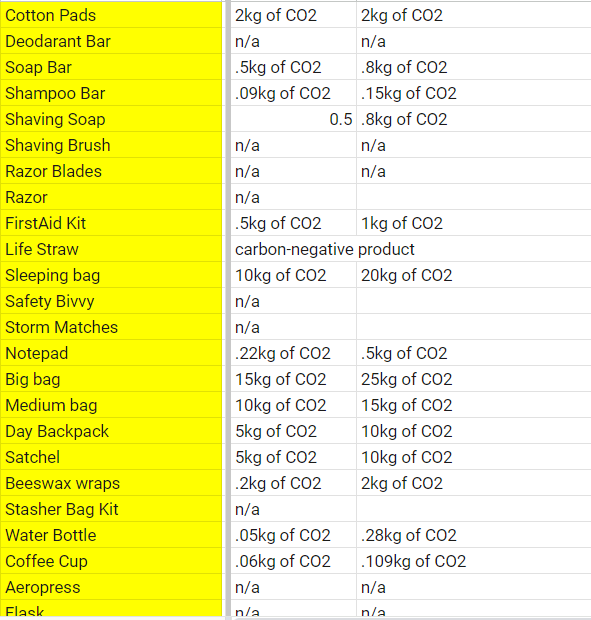 Cotton Pads 2kg of CO2 2kg of CO2
Deodarant Bar n/a n/a
Soap Bar .5kg of CO2 .8kg of CO2
Shampoo Bar .09kg of CO2 .15kg of CO2
Shaving Soap 0.5 .8kg of CO2
Shaving Brush n/a n/a
Razor Blades n/a n/a
Razor n/a
FirstAid Kit .5kg of CO2 1kg of CO2
Life Straw carbon-negative product
Sleeping bag 10kg of CO2 20kg of CO2
Safety Bivvy n/a
Storm Matches n/a
Notepad .22kg of CO2 .5kg of CO2
Big bag 15kg of CO2 25kg of CO2
Medium bag 10kg of CO2 15kg of CO2
Day Backpack 5kg of CO2 10kg of CO2
Satchel 5kg of CO2 10kg of CO2
Beeswax wraps .2kg of CO2 2kg of CO2
Stasher Bag Kit n/a
Water Bottle .05kg of CO2 .28kg of CO2
Coffee Cup .06kg of CO2 .109kg of CO2
Aeropress n/a n/a
Flask n/a n/a